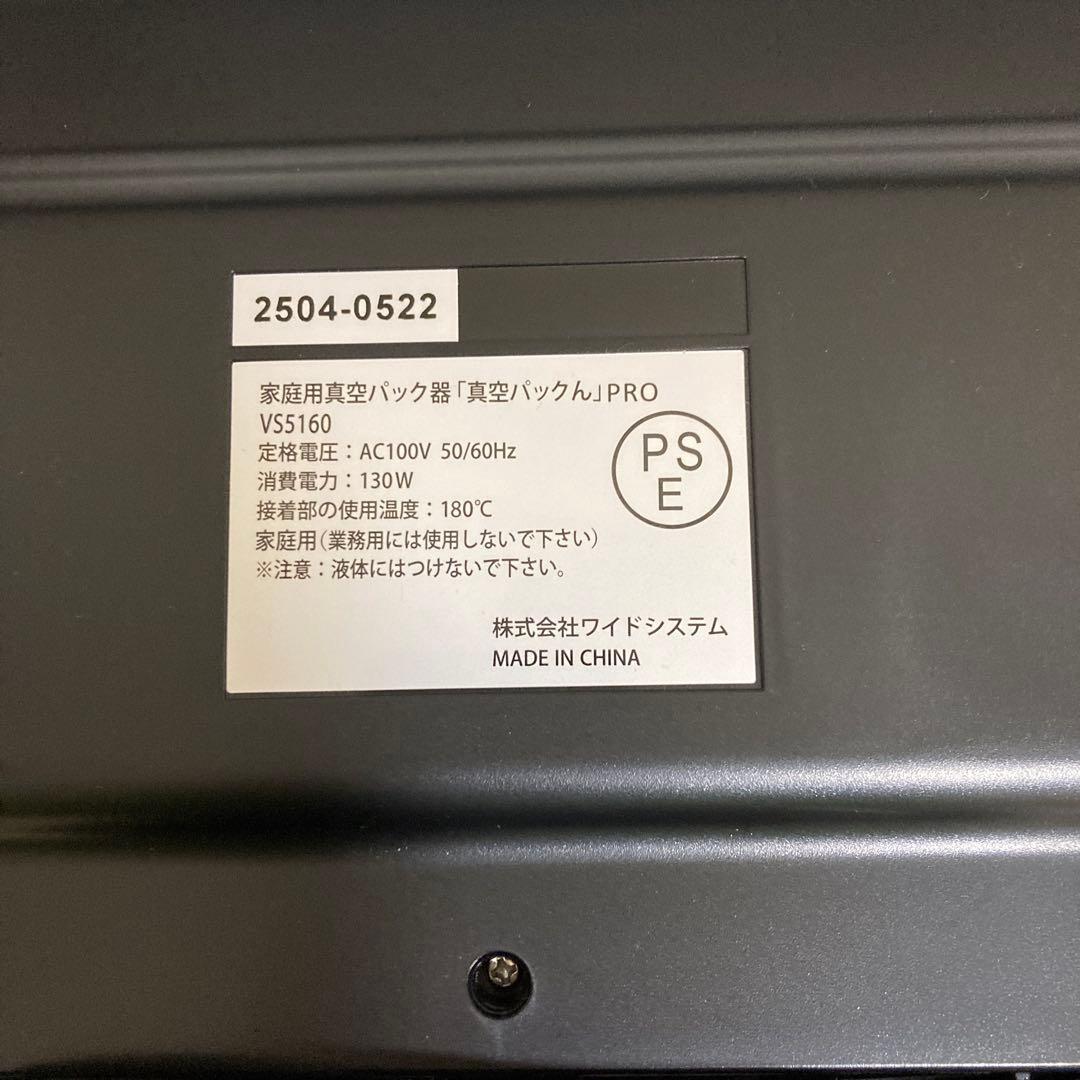 2504-0522
家庭用真空パック器「真空パックん」PRO
VS5160
定格電圧：AC100V 50/60Hz
消費電力：130W
接着部の使用温度：180℃
家庭用(業務用には使用しないで下さい)
※注意：液体にはつけないで下さい。
PS
E
株式会社ワイドシステム
MADE IN CHINA